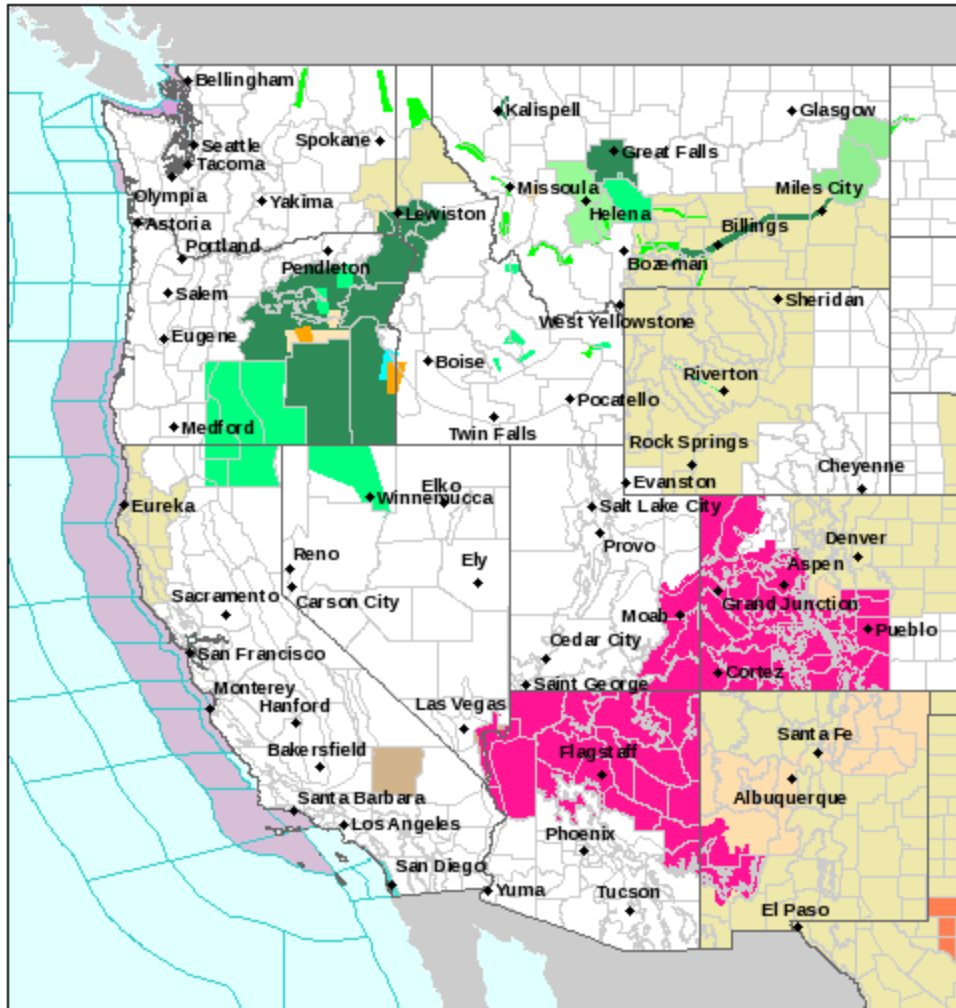 Bellingham
Kalispell
Glasgow
Seattle
Spokane
Great Falls
Tacoma
Olympia
Missoula
Miles City
Yakima
Lewiston
Helena
Astoria
Billings
Portland
Pendleton
Bozeman
Salem
Sheridan
West Yellowstone
Eugene
Boise
Riverton
Pocatello
Medford
Twin Falls
Rock Springs
Cheyenne
Elko
Evanston
Winnemucca
Eureka
Salt Lake City
Provo
Denver
Reno
Ely
Aspen
Sacramento
Carson City
Grand Junction
Moab
Pueblo
Cedar City
San Francisco
Cortez
Saint George
Monterey
Hanford
Las Vegas
Santa Fe
Bakersfield
Flagstaff
Albuquerque
Santa Barbara
Los Angeles
Phoenix
San Diego
Yuma
Tucson
El Paso